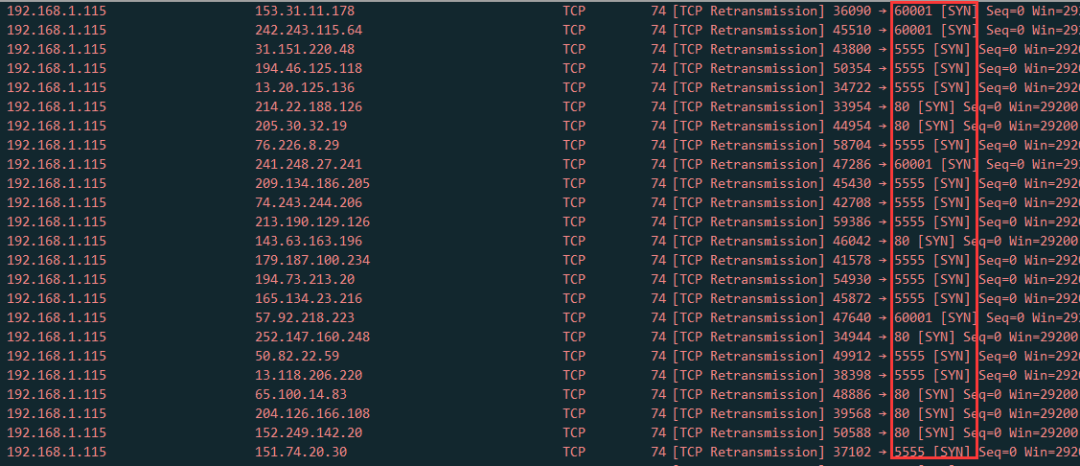 192.168.1.115 153.31.11.178 TCP 74 [TCP Retransmission] 36090 → 60001 [SYN] Seq=0 Win=292
192.168.1.115 242.243.115.64 TCP 74 [TCP Retransmission] 45510 → 60001 [SYN] Seq=0 Win=292
192.168.1.115 31.151.220.48 TCP 74 [TCP Retransmission] 43800 → 5555 [SYN] Seq=0 Win=2920
192.168.1.115 194.46.125.118 TCP 74 [TCP Retransmission] 50354 → 5555 [SYN] Seq=0 Win=2920
192.168.1.115 13.20.125.136 TCP 74 [TCP Retransmission] 34722 → 5555 [SYN] Seq=0 Win=2920
192.168.1.115 214.22.188.126 TCP 74 [TCP Retransmission] 33954 → 80 [SYN] Seq=0 Win=29200
192.168.1.115 205.30.32.19 TCP 74 [TCP Retransmission] 44954 → 80 [SYN] Seq=0 Win=29200
192.168.1.115 76.226.8.29 TCP 74 [TCP Retransmission] 58704 → 5555 [SYN] Seq=0 Win=2920
192.168.1.115 241.248.27.241 TCP 74 [TCP Retransmission] 47286 → 60001 [SYN] Seq=0 Win=292
192.168.1.115 209.134.186.205 TCP 74 [TCP Retransmission] 45430 → 5555 [SYN] Seq=0 Win=2920
192.168.1.115 74.243.244.206 TCP 74 [TCP Retransmission] 42708 → 5555 [SYN] Seq=0 Win=2920
192.168.1.115 213.190.129.126 TCP 74 [TCP Retransmission] 59386 → 5555 [SYN] Seq=0 Win=2920
192.168.1.115 143.63.163.196 TCP 74 [TCP Retransmission] 46042 → 80 [SYN] Seq=0 Win=29200
192.168.1.115 179.187.100.234 TCP 74 [TCP Retransmission] 41578 → 5555 [SYN] Seq=0 Win=2920
192.168.1.115 194.73.213.20 TCP 74 [TCP Retransmission] 54930 → 5555 [SYN] Seq=0 Win=2920
192.168.1.115 165.134.23.216 TCP 74 [TCP Retransmission] 45872 → 5555 [SYN] Seq=0 Win=2920
192.168.1.115 57.92.218.223 TCP 74 [TCP Retransmission] 47640 → 60001 [SYN] Seq=0 Win=292
192.168.1.115 252.147.160.248 TCP 74 [TCP Retransmission] 34944 → 80 [SYN] Seq=0 Win=29200
192.168.1.115 50.82.22.59 TCP 74 [TCP Retransmission] 49912 → 5555 [SYN] Seq=0 Win=2920
192.168.1.115 13.118.206.220 TCP 74 [TCP Retransmission] 38398 → 5555 [SYN] Seq=0 Win=2920
192.168.1.115 65.100.14.83 TCP 74 [TCP Retransmission] 48886 → 80 [SYN] Seq=0 Win=29200
192.168.1.115 204.126.166.108 TCP 74 [TCP Retransmission] 39568 → 80 [SYN] Seq=0 Win=29200
192.168.1.115 152.249.142.20 TCP 74 [TCP Retransmission] 50588 → 80 [SYN] Seq=0 Win=29200
192.168.1.115 151.74.20.30 TCP 74 [TCP Retransmission] 37102 → 5555 [SYN] Seq=0 Win=2920